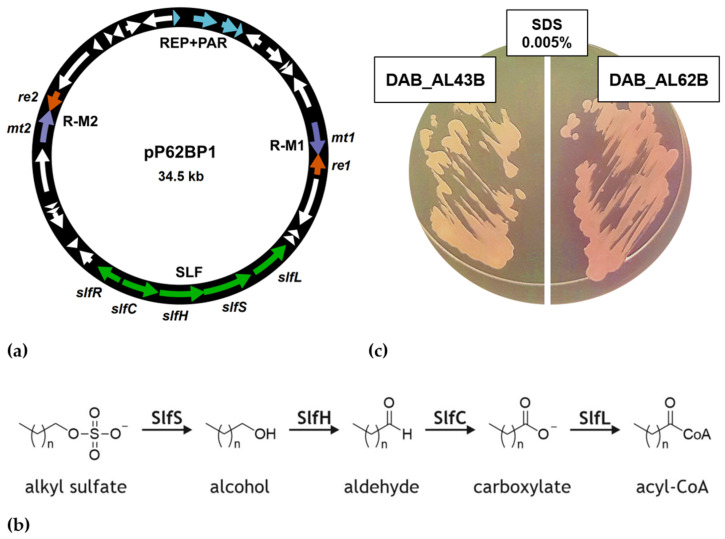 REP+PAR
re2
mt2
R-M2
pP62BP1
34.5 kb
R-M1
mt1
re1
SLF
slfR
slfC
slfH
slfS
slfL
(a)
SDS
0.005%
DAB_AL43B
DAB_AL62B
(c)
SlfS
SlfH
SlfC
SlfL
( )n O S O O O−
( )n OH
( )n O H
( )n O O−
( )n O CoA
alkyl sulfate
alcohol
aldehyde
carboxylate
acyl-CoA
(b)